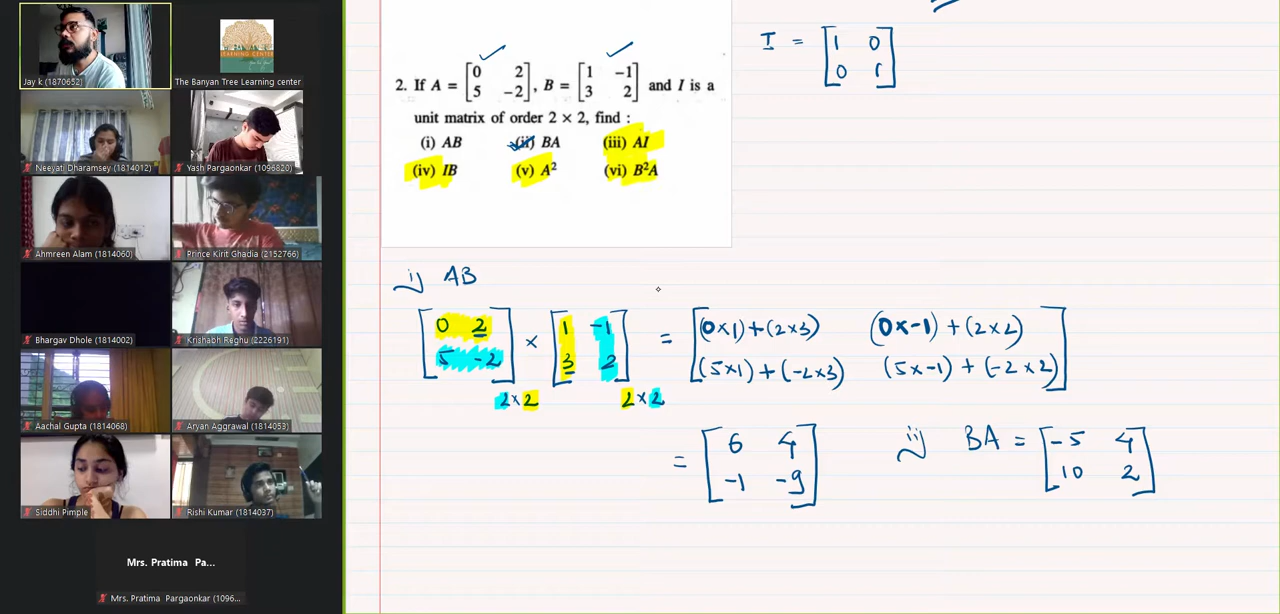 Jay k (1870652)
LEARNING CENTER
The Banyan Tree Learning center
Neeyati Dharamsey (1814012)
Yash Pargaonkar (1096820)
Ahmreen Alam (1814060)
Prince Kirit Ghadia (2152766)
Bhargav Dhole (1814002)
Krishabh Reghu (2226191)
Aachal Gupta (1814068)
Aryan Aggrawal (1814053)
Siddhi Pimple
Rishi Kumar (1814037)
Mrs. Pratima Pa...
Mrs. Pratima Pargaonkar (1096...
I = [1 0
0 1]
2. If A = [0 2
5 -2], B = [1 -1
3 2] and I is a
unit matrix of order 2 × 2, find :
(i) AB (ii) BA (iii) AI
(iv) IB (v) A² (vi) B²A
i) AB
[0 2
5 -2] × [1 -1
3 2] = [(0×1)+(2×3) (0×-1)+(2×2)
(5×1)+(-2×3) (5×-1)+(-2×2)]
2×2 2×2
= [6 4
-1 -9]
ii) BA = [-5 4
10 2]